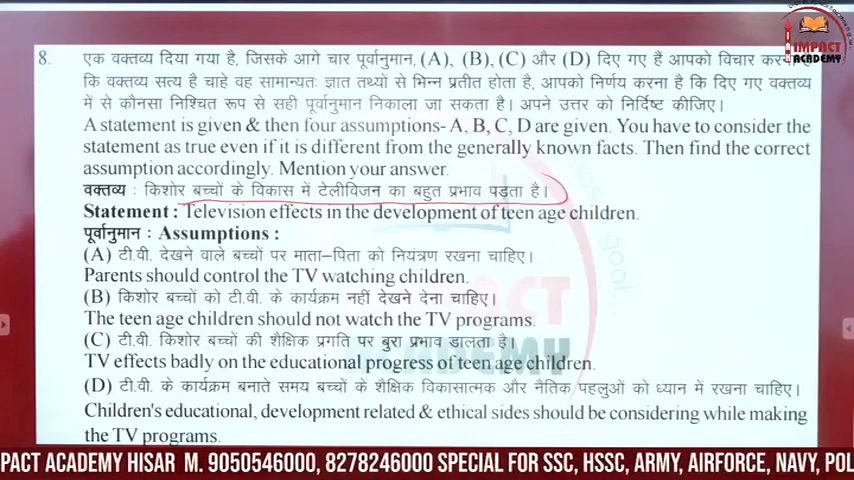 IMPACT
ACADEMY
8. एक वक्तव्य दिया गया है, जिसके आगे चार पूर्वानुमान, (A), (B), (C) और (D) दिए गए हैं आपको विचार
कि वक्तव्य सत्य है चाहे वह सामान्यतः ज्ञात तथ्यों से भिन्न प्रतीत होता है, आपको निर्णय करना है कि दिए गए वक्तव्य
में से कौनसा निश्चित रूप से सही पूर्वानुमान निकाला जा सकता है। अपने उत्तर को निर्दिष्ट कीजिए।
A statement is given & then four assumptions- A, B, C, D are given. You have to consider the
statement as true even if it is different from the generally known facts. Then find the correct
assumption accordingly. Mention your answer.
वक्तव्य : किशोर बच्चों के विकास में टेलीविजन का बहुत प्रभाव पड़ता है।
Statement : Television effects in the development of teen age children.
पूर्वानुमान : Assumptions :
(A) टी.वी. देखने वाले बच्चों पर माता-पिता को नियंत्रण रखना चाहिए।
Parents should control the TV watching children.
(B) किशोर बच्चों को टी.वी. के कार्यक्रम नहीं देखने देना चाहिए।
The teen age children should not watch the TV programs.
(C) टी.वी. किशोर बच्चों की शैक्षिक प्रगति पर बुरा प्रभाव डालता है।
TV effects badly on the educational progress of teen age children.
(D) टी.वी. के कार्यक्रम बनाते समय बच्चों के शैक्षिक विकासात्मक और नैतिक पहलुओं को ध्यान में रखना चाहिए।
Children's educational, development related & ethical sides should be considering while making
the TV programs.
PACT ACADEMY HISAR M. 9050546000, 8278246000 SPECIAL FOR SSC, HSSC, ARMY, AIRFORCE, NAVY, POL